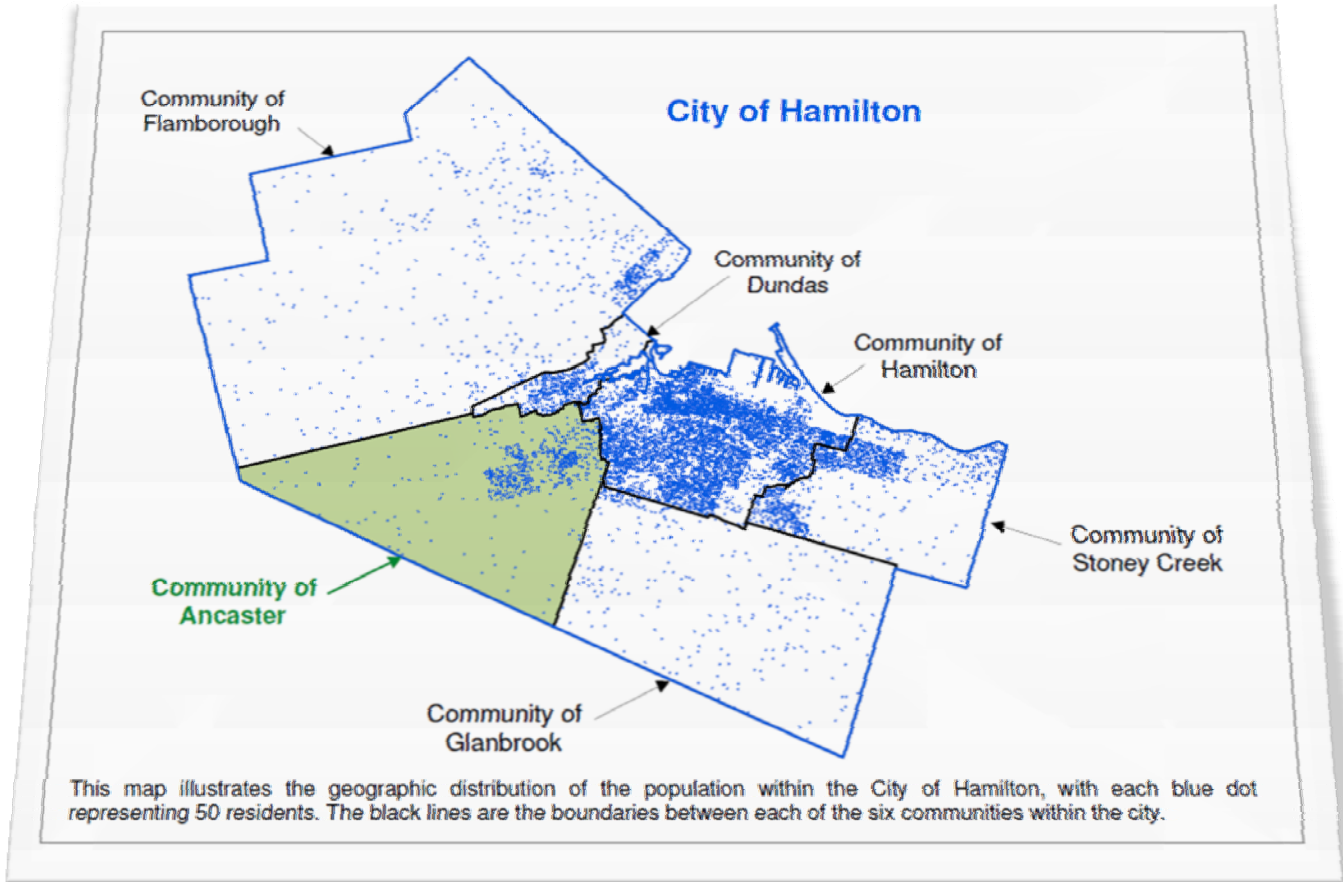 City of Hamilton
Community of
Flamborough
Community of
Dundas
Community of
Hamilton
Community of
Stoney Creek
Community of
Ancaster
Community of
Glanbrook
This map illustrates the geographic distribution of the population within the City of Hamilton, with each blue dot
representing 50 residents. The black lines are the boundaries between each of the six communities within the city.